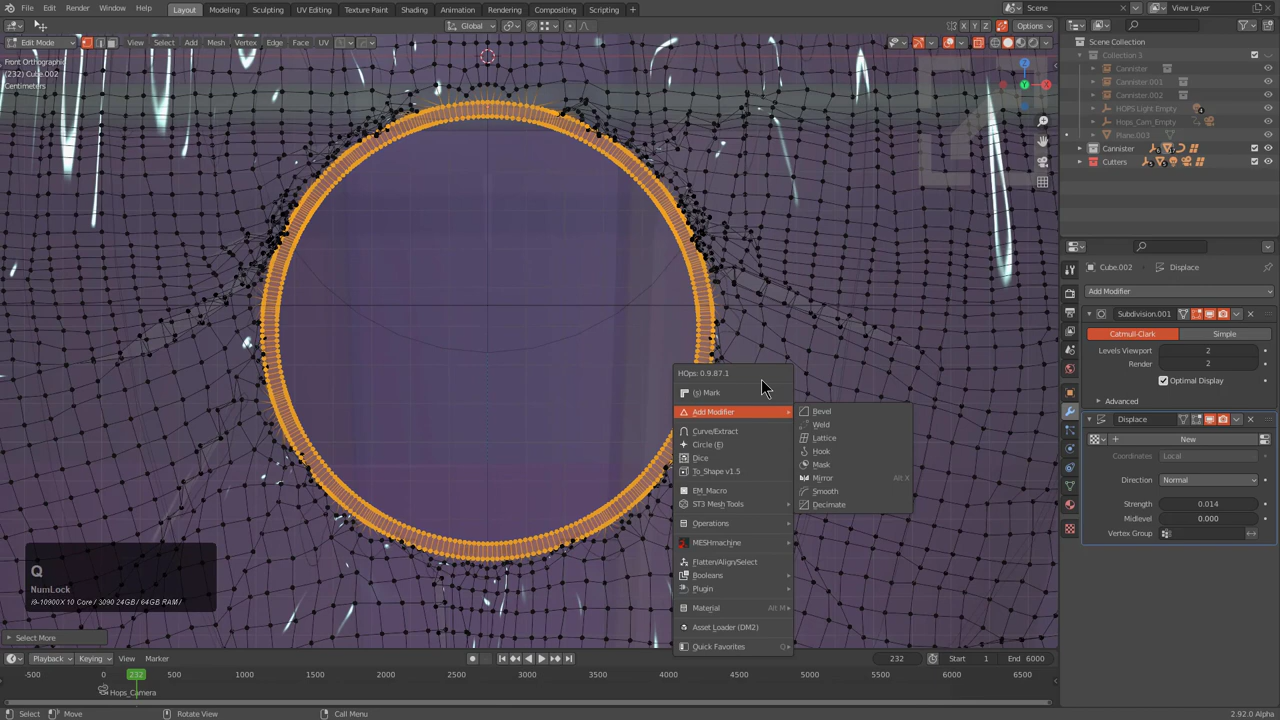 File Edit Render Window Help Layout Modeling Sculpting UV Editing Texture Paint Shading Animation Rendering Compositing Scripting + Scene View Layer
Global Options
X Y Z
Edit Mode View Select Add Mesh Vertex Edge Face UV
Front Orthographic
(232) Cube.002
Centimeters
Z
Y
X
Scene Collection
Collection 3
Cannister
Cannister.001
Cannister.002
HOPS Light Empty
Hops_Cam_Empty
Plane.003
Cannister
Cutters
Cube.002 Displace
Add Modifier
Subdivision.001
Catmull-Clark Simple
Levels Viewport 2
Render 2
Optimal Display
Advanced
Displace
New
Coordinates Local
Direction Normal
Strength 0.014
Midlevel 0.000
Vertex Group
HOps: 0.9.87.1
(s) Mark
Add Modifier
Curve/Extract
Circle (E)
Dice
To_Shape v1.5
EM_Macro
ST3 Mesh Tools
Operations
MESHmachine
Flatten/Align/Select
Booleans
Plugin
Material Alt M
Asset Loader (DM2)
Quick Favorites Q
Bevel
Weld
Lattice
Hook
Mask
Mirror Alt X
Smooth
Decimate
Q
NumLock
i9-10900X 10 Core / 3090 24GB / 64GB RAM /
Select More
Playback Keying View Marker 232 Start 1 End 6000
-500 0 232 500 1000 1500 2000 2500 3000 3500 4000 4500 5000 5500 6000 6500
Hops_Camera
Select Move Rotate View Call Menu 2.92.0 Alpha